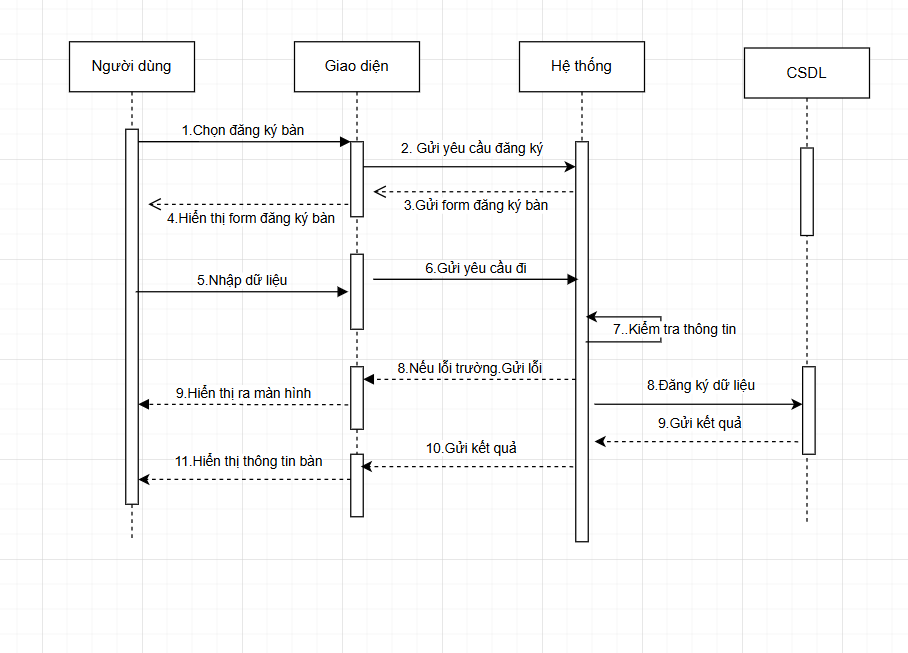 Người dùng
Giao diện
Hệ thống
CSDL
1.Chọn đăng ký bàn
2. Gửi yêu cầu đăng ký
3.Gửi form đăng ký bàn
4.Hiển thị form đăng ký bàn
5.Nhập dữ liệu
6.Gửi yêu cầu đi
7..Kiểm tra thông tin
8.Nếu lỗi trường.Gửi lỗi
8.Đăng ký dữ liệu
9.Hiển thị ra màn hình
9.Gửi kết quả
10.Gửi kết quả
11.Hiển thị thông tin bàn